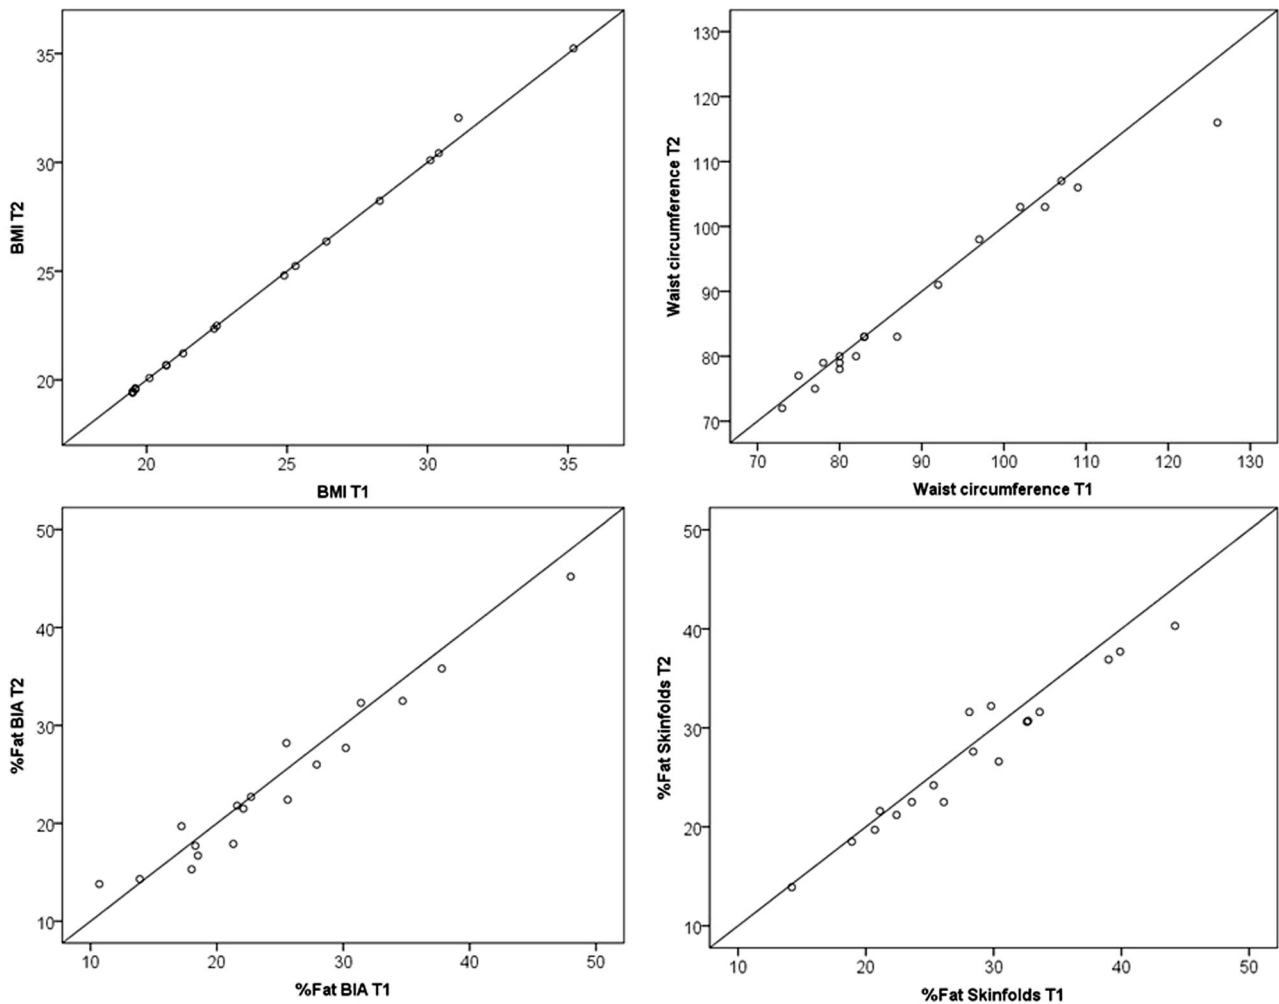 35
30
25
20
BMI T2
20 25 30 35
BMI T1
130
120
110
100
90
80
70
Waist circumference T2
70 80 90 100 110 120 130
Waist circumference T1
50
40
30
20
10
%Fat BIA T2
10 20 30 40 50
%Fat BIA T1
50
40
30
20
10
%Fat Skinfolds T2
10 20 30 40 50
%Fat Skinfolds T1